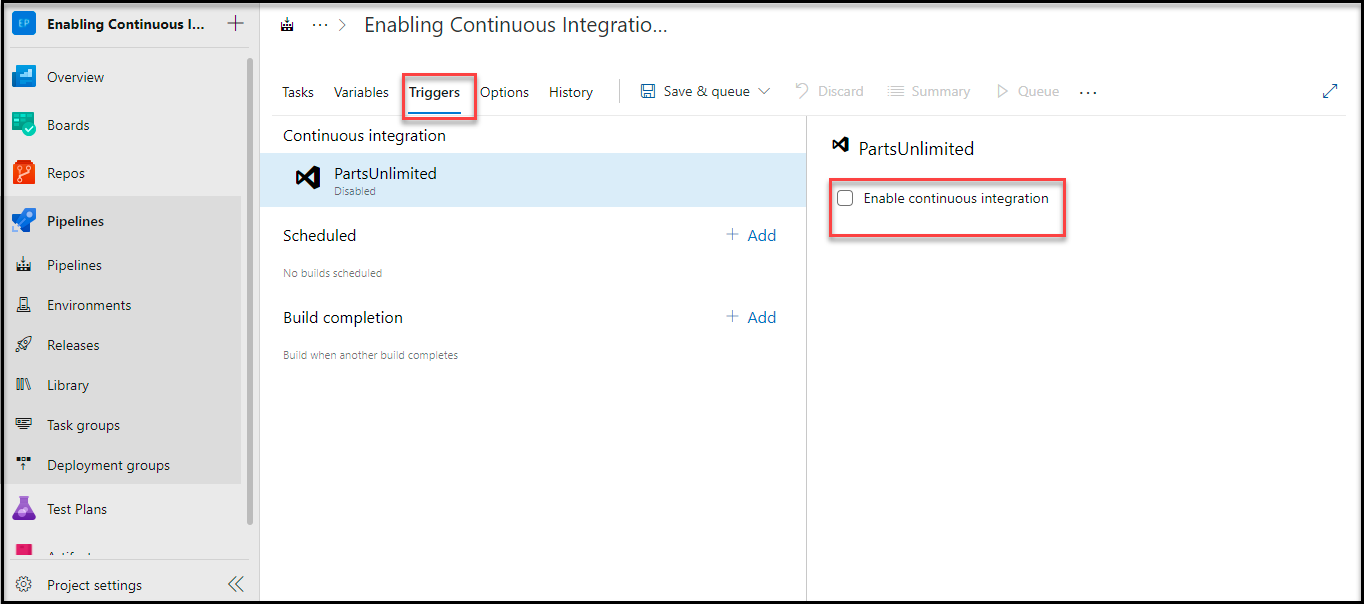 EP Enabling Continuous I... +
Overview
Boards
Repos
Pipelines
Pipelines
Environments
Releases
Library
Task groups
Deployment groups
Test Plans
Project settings
... > Enabling Continuous Integratio...
Tasks Variables Triggers Options History Save & queue Discard Summary Queue ...
Continuous integration
PartsUnlimited
Disabled
Scheduled + Add
No builds scheduled
Build completion + Add
Build when another build completes
PartsUnlimited
Enable continuous integration